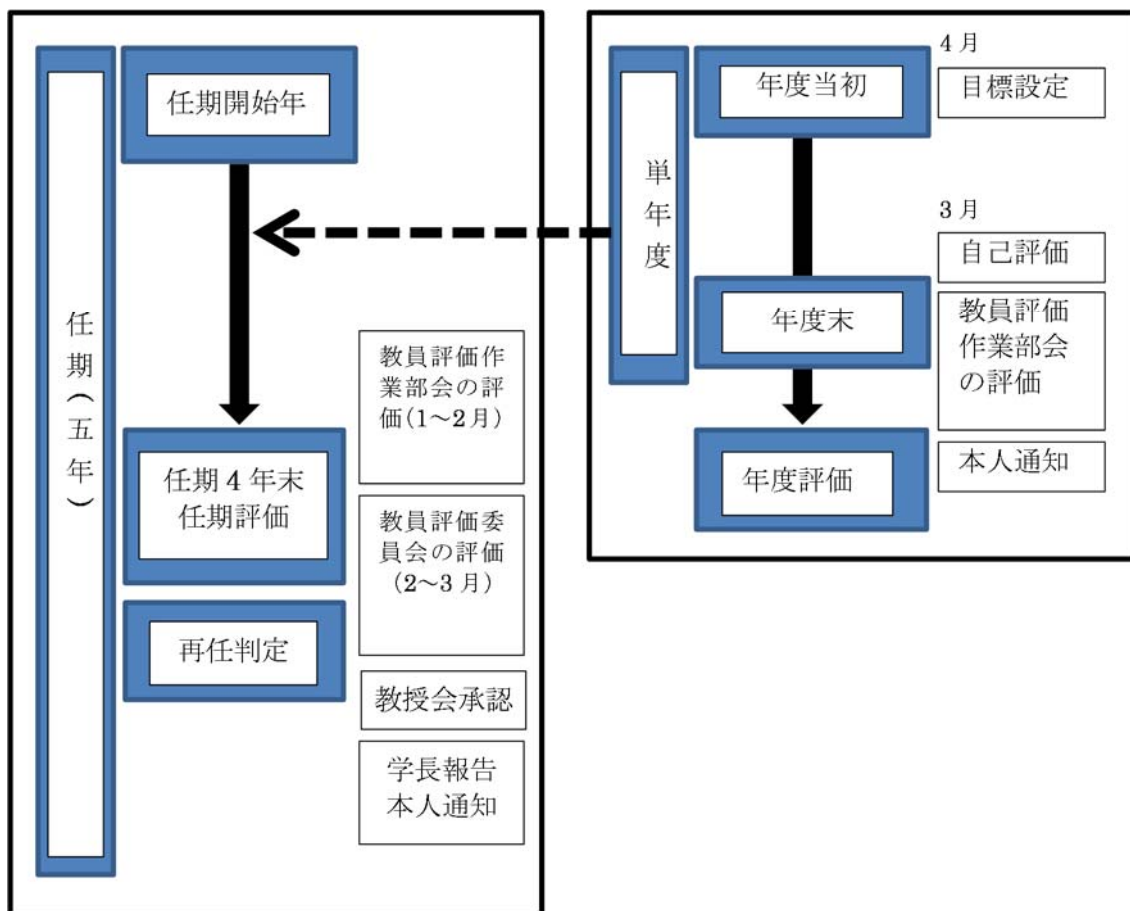 任期（五年）
任期開始年
任期 4 年末
任期評価
再任判定
教員評価作
業部会の評
価（1～2月）
教員評価委
員会の評価
（2～3 月）
教授会承認
学長報告
本人通知
単年度
年度当初
年度末
年度評価
4 月
目標設定
3 月
自己評価
教員評価
作業部会
の評価
本人通知